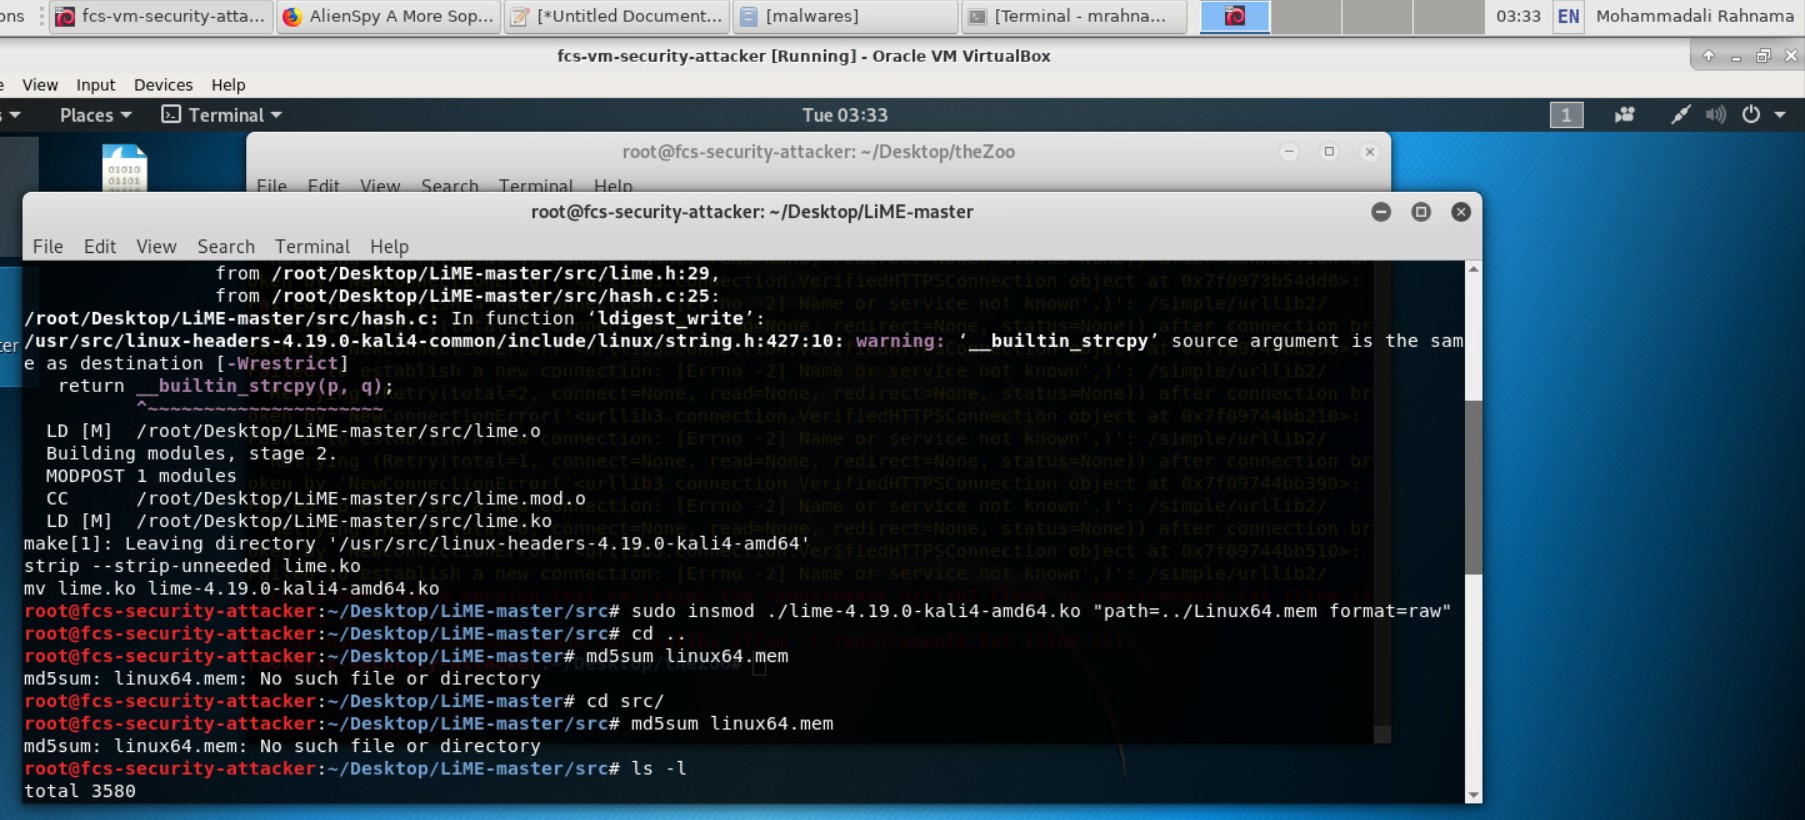 ons fcs-vm-security-atta... AlienSpy A More Sop... [*Untitled Document... [malwares] [Terminal - mrahna... 03:33 EN Mohammadali Rahnama
fcs-vm-security-attacker [Running] - Oracle VM VirtualBox
e View Input Devices Help
s Places Terminal Tue 03:33 1
01010
01101
root@fcs-security-attacker: ~/Desktop/theZoo
File Edit View Search Terminal Help
root@fcs-security-attacker: ~/Desktop/LiME-master
File Edit View Search Terminal Help
from /root/Desktop/LiME-master/src/lime.h:29,
from /root/Desktop/LiME-master/src/hash.c:25:
/root/Desktop/LiME-master/src/hash.c: In function ‘ldigest_write’:
ter
/usr/src/linux-headers-4.19.0-kali4-common/include/linux/string.h:427:10: warning: ‘__builtin_strcpy’ source argument is the sam
e as destination [-Wrestrict]
return __builtin_strcpy(p, q);
^~~~~~~~~~~~~~~~~~~~~~
LD [M] /root/Desktop/LiME-master/src/lime.o
Building modules, stage 2.
MODPOST 1 modules
CC /root/Desktop/LiME-master/src/lime.mod.o
LD [M] /root/Desktop/LiME-master/src/lime.ko
make[1]: Leaving directory '/usr/src/linux-headers-4.19.0-kali4-amd64'
strip --strip-unneeded lime.ko
mv lime.ko lime-4.19.0-kali4-amd64.ko
root@fcs-security-attacker:~/Desktop/LiME-master/src# sudo insmod ./lime-4.19.0-kali4-amd64.ko "path=../Linux64.mem format=raw"
root@fcs-security-attacker:~/Desktop/LiME-master/src# cd ..
root@fcs-security-attacker:~/Desktop/LiME-master# md5sum linux64.mem
md5sum: linux64.mem: No such file or directory
root@fcs-security-attacker:~/Desktop/LiME-master# cd src/
root@fcs-security-attacker:~/Desktop/LiME-master/src# md5sum linux64.mem
md5sum: linux64.mem: No such file or directory
root@fcs-security-attacker:~/Desktop/LiME-master/src# ls -l
total 3580